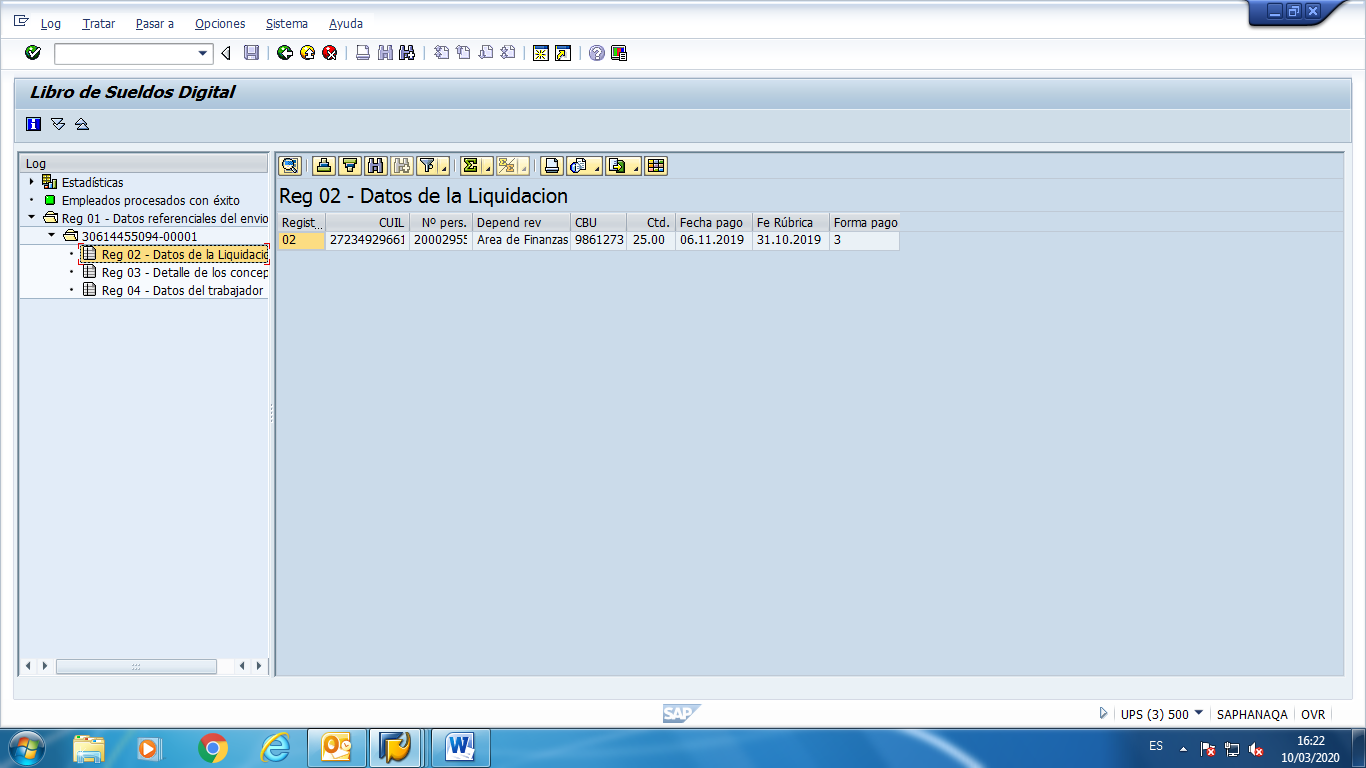 Log Tratar Pasar a Opciones Sistema Ayuda
Libro de Sueldos Digital
Log
Estadísticas
Empleados procesados con éxito
Reg 01 - Datos referenciales del envio
30614455094-00001
Reg 02 - Datos de la Liquidacio
Reg 03 - Detalle de los concep
Reg 04 - Datos del trabajador
Reg 02 - Datos de la Liquidacion
Regist... CUIL Nº pers. Depend rev CBU Ctd. Fecha pago Fe Rúbrica Forma pago
02 27234929661 20002955 Area de Finanzas 9861273 25.00 06.11.2019 31.10.2019 3
SAP
UPS (3) 500 SAPHANAQA OVR
ES
16:22
10/03/2020